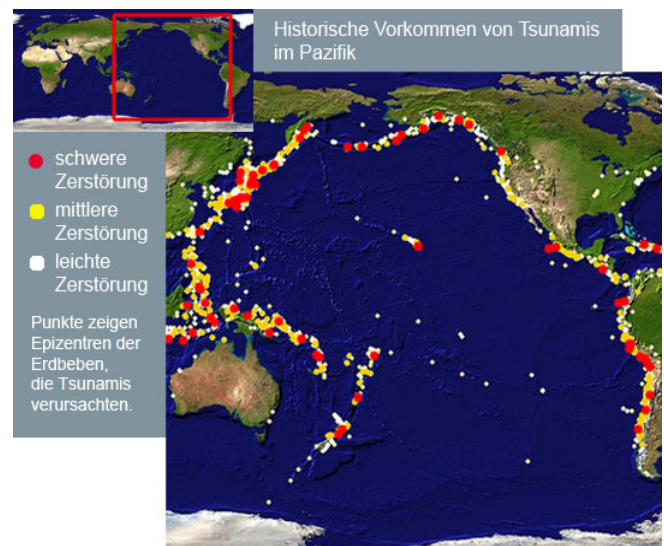 Historische Vorkommen von Tsunamis
im Pazifik
schwere
Zerstörung
mittlere
Zerstörung
leichte
Zerstörung
Punkte zeigen
Epizentren der
Erdbeben,
die Tsunamis
verursachten.